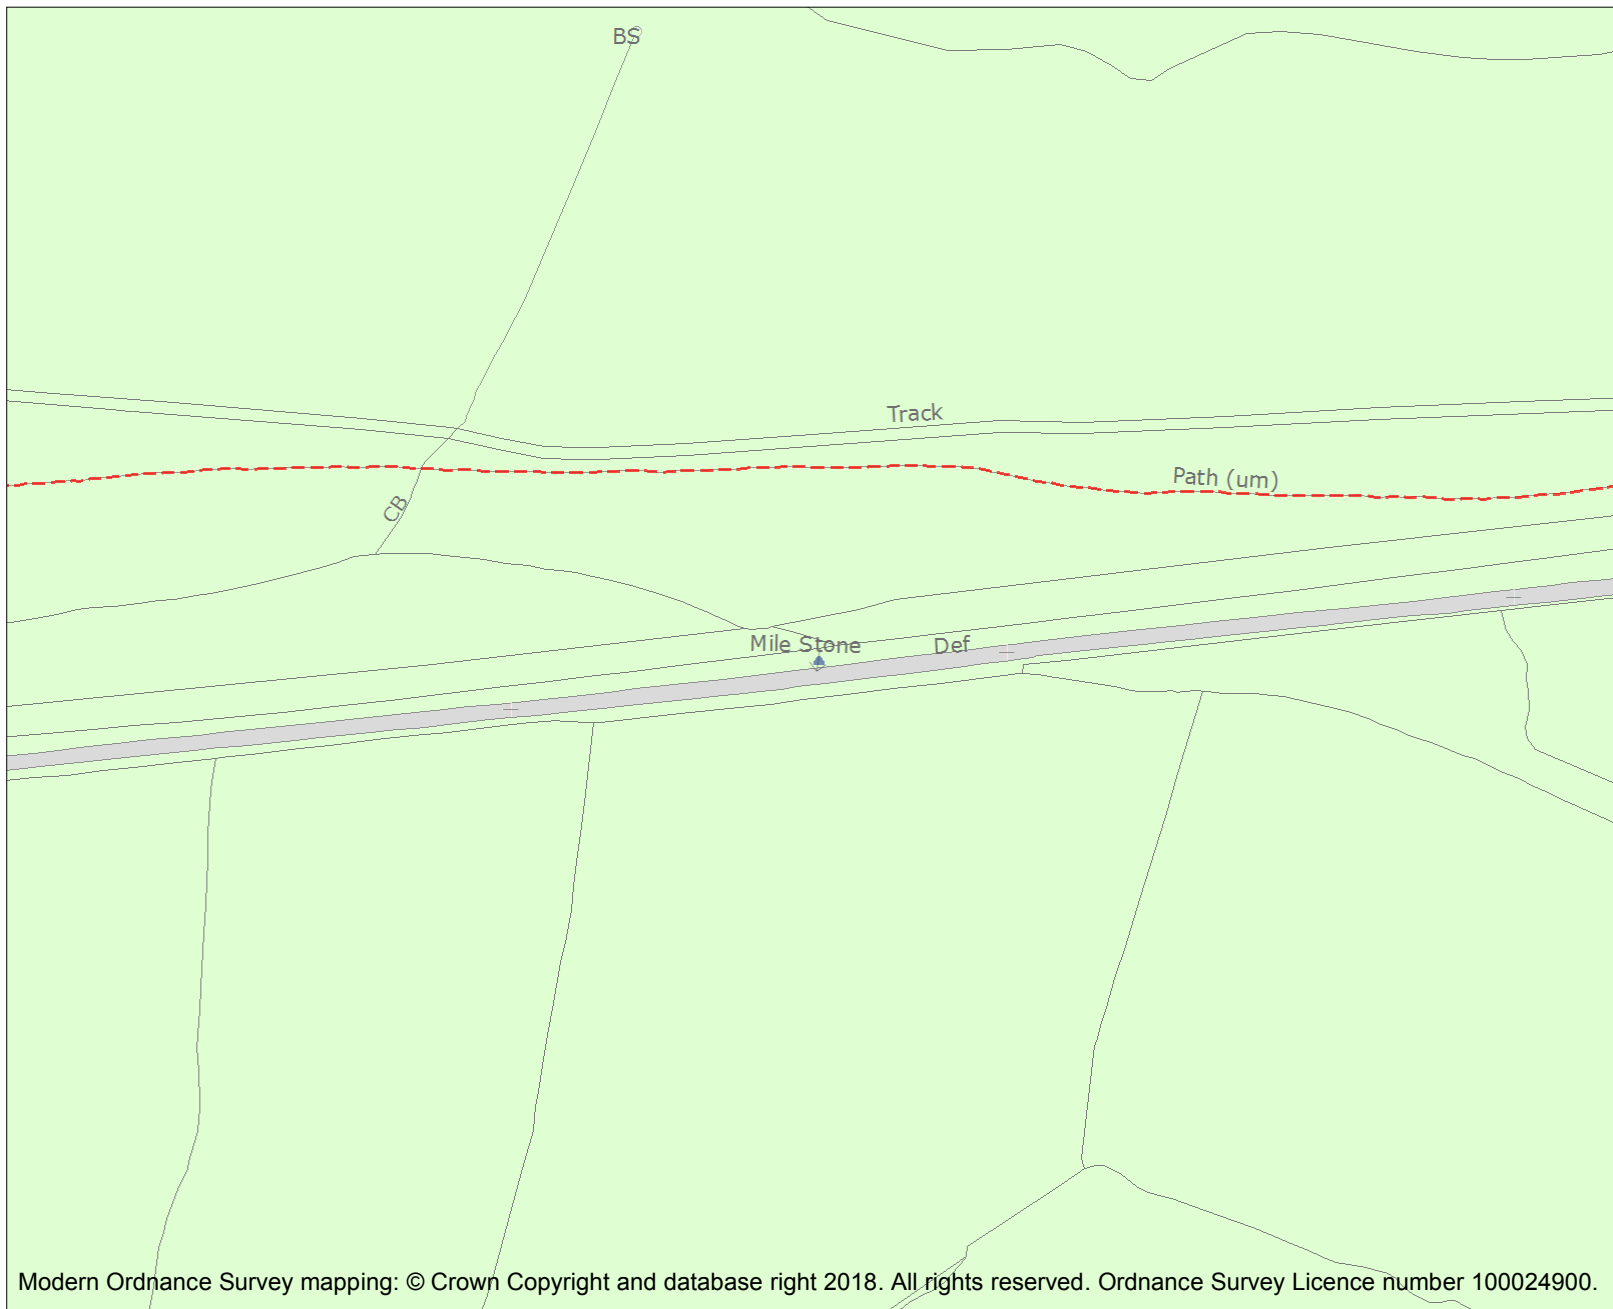 BS
Track
Path (um)
CB
Mile Stone
Def
Modern Ordnance Survey mapping: © Crown Copyright and database right 2018. All rights reserved. Ordnance Survey Licence number 100024900.